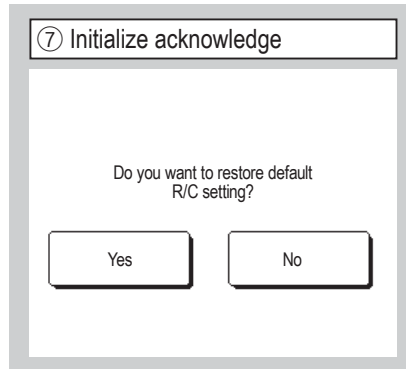 ⑦ Initialize acknowledge
Do you want to restore default
R/C setting?
Yes No